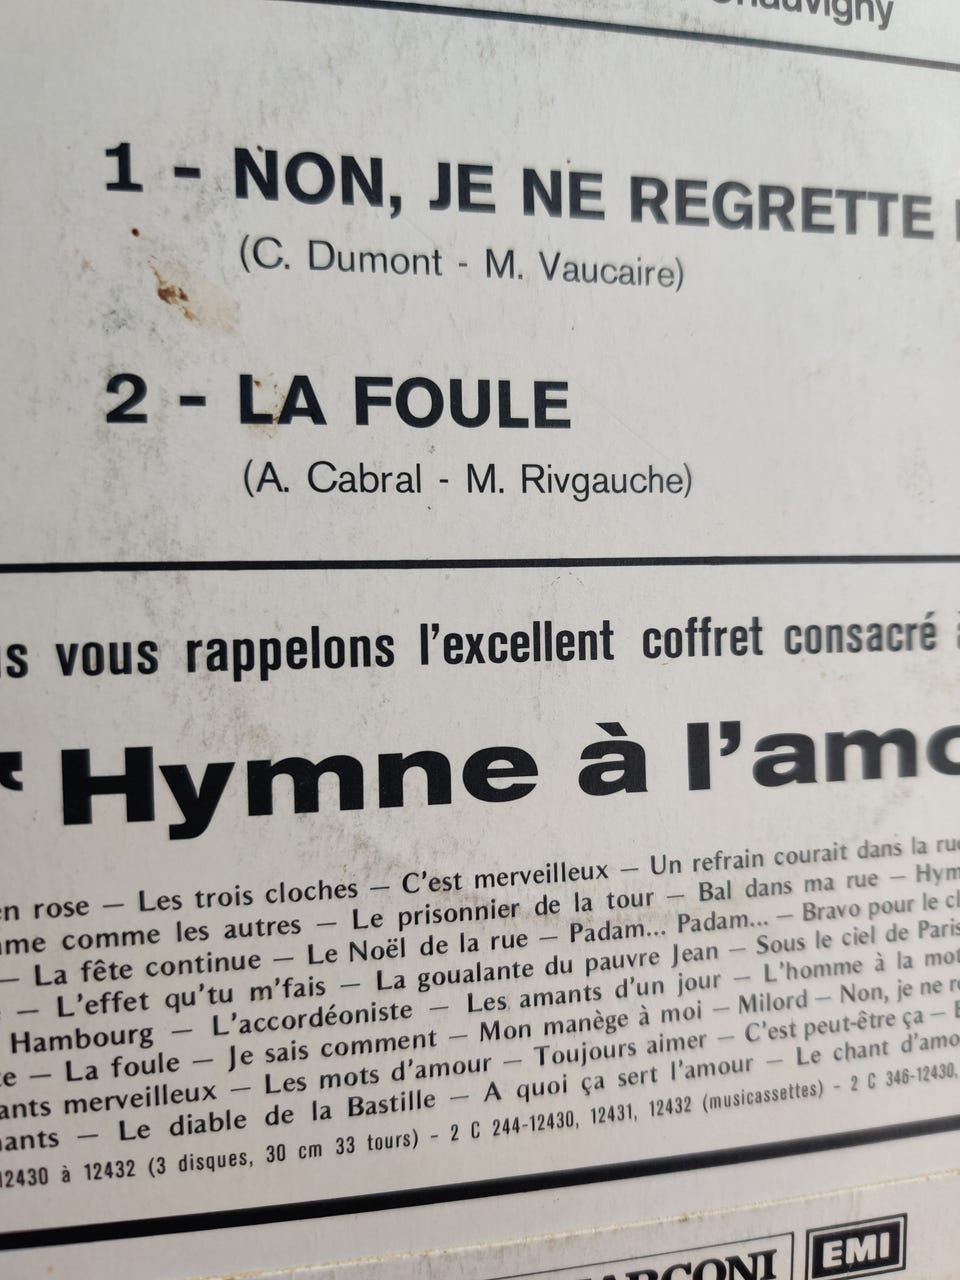 1 - NON, JE NE REGRETTE
(C. Dumont - M. Vaucaire)
2 - LA FOULE
(A. Cabral - M. Rivgauche)
vous rappelons l'excellent coffret consacré
Hymne à l'amo
en rose — Les trois cloches — C'est merveilleux — Un refrain courait dans la rue
comme les autres — Le prisonnier de la tour — Bal dans ma rue — Hym
— La fête continue — Le Noël de la rue — Padam... Padam... — Bravo pour le cl
— L'effet qu'tu m'fais — La goualante du pauvre Jean — Sous le ciel de Paris
Hambourg — L'accordéoniste — Les amants d'un jour — L'homme à la mot
— La foule — Je sais comment — Mon manège à moi — Milord — Non, je ne re
ants merveilleux — Les mots d'amour — Toujours aimer — C'est peut-être ça —
ants — Le diable de la Bastille — A quoi ça sert l'amour — Le chant d'amo
12430 à 12432 (3 disques, 30 cm 33 tours) - 2 C 244-12430, 12431, 12432 (musicassettes) - 2 C 346-12430,
ARCONI EMI